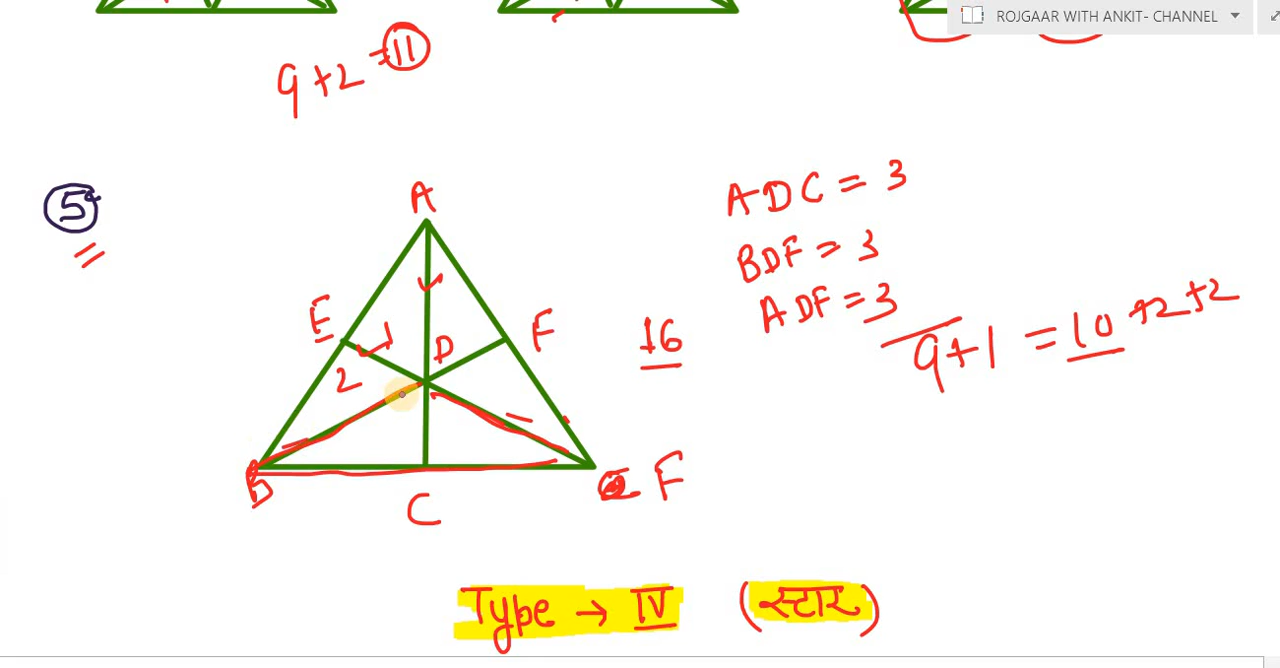 ROJGAAR WITH ANKIT- CHANNEL
9+2=11
5
A
ADC = 3
BDF = 3
ADF = 3
E
F
D
16
9+1 = 10 +2 +2
2
B
F
C
Type → IV (स्टार)